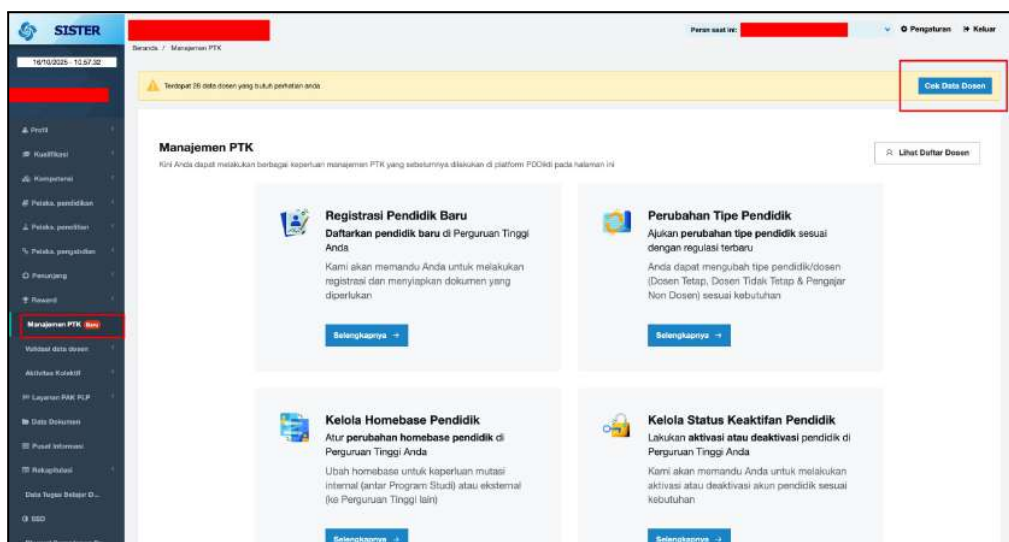 SISTER
Peran saat ini:
Pengaturan
Keluar
Beranda / Manajemen PTK
16/10/2025 - 10.57.32
Terdapat 26 data dosen yang butuh perhatian anda
Cek Data Dosen
Profil
Kualifikasi
Kompetensi
Pelaks. pendidikan
Pelaks. penelitian
Pelaks. pengabdian
Penunjang
Reward
Manajemen PTK Baru
Validasi data dosen
Aktivitas Kolektif
Layanan PAK PLP
Data Dokumen
Pusat Informasi
Rekapitulasi
Data Tugas Belajar D...
Manajemen PTK
Kini Anda dapat melakukan berbagai keperluan manajemen PTK yang sebelumnya dilakukan di platform PDDikti pada halaman ini
Lihat Daftar Dosen
Registrasi Pendidik Baru
Daftarkan pendidik baru di Perguruan Tinggi
Anda
Kami akan memandu Anda untuk melakukan
registrasi dan menyiapkan dokumen yang
diperlukan
Selengkapnya →
Perubahan Tipe Pendidik
Ajukan perubahan tipe pendidik sesuai
dengan regulasi terbaru
Anda dapat mengubah tipe pendidik/dosen
(Dosen Tetap, Dosen Tidak Tetap & Pengajar
Non Dosen) sesuai kebutuhan
Selengkapnya →
Kelola Homebase Pendidik
Atur perubahan homebase pendidik di
Perguruan Tinggi Anda
Ubah homebase untuk keperluan mutasi
internal (antar Program Studi) atau eksternal
(ke Perguruan Tinggi lain)
Selengkapnya →
Kelola Status Keaktifan Pendidik
Lakukan aktivasi atau deaktivasi pendidik di
Perguruan Tinggi Anda
Kami akan memandu Anda untuk melakukan
aktivasi atau deaktivasi akun pendidik sesuai
kebutuhan
Selengkapnya →